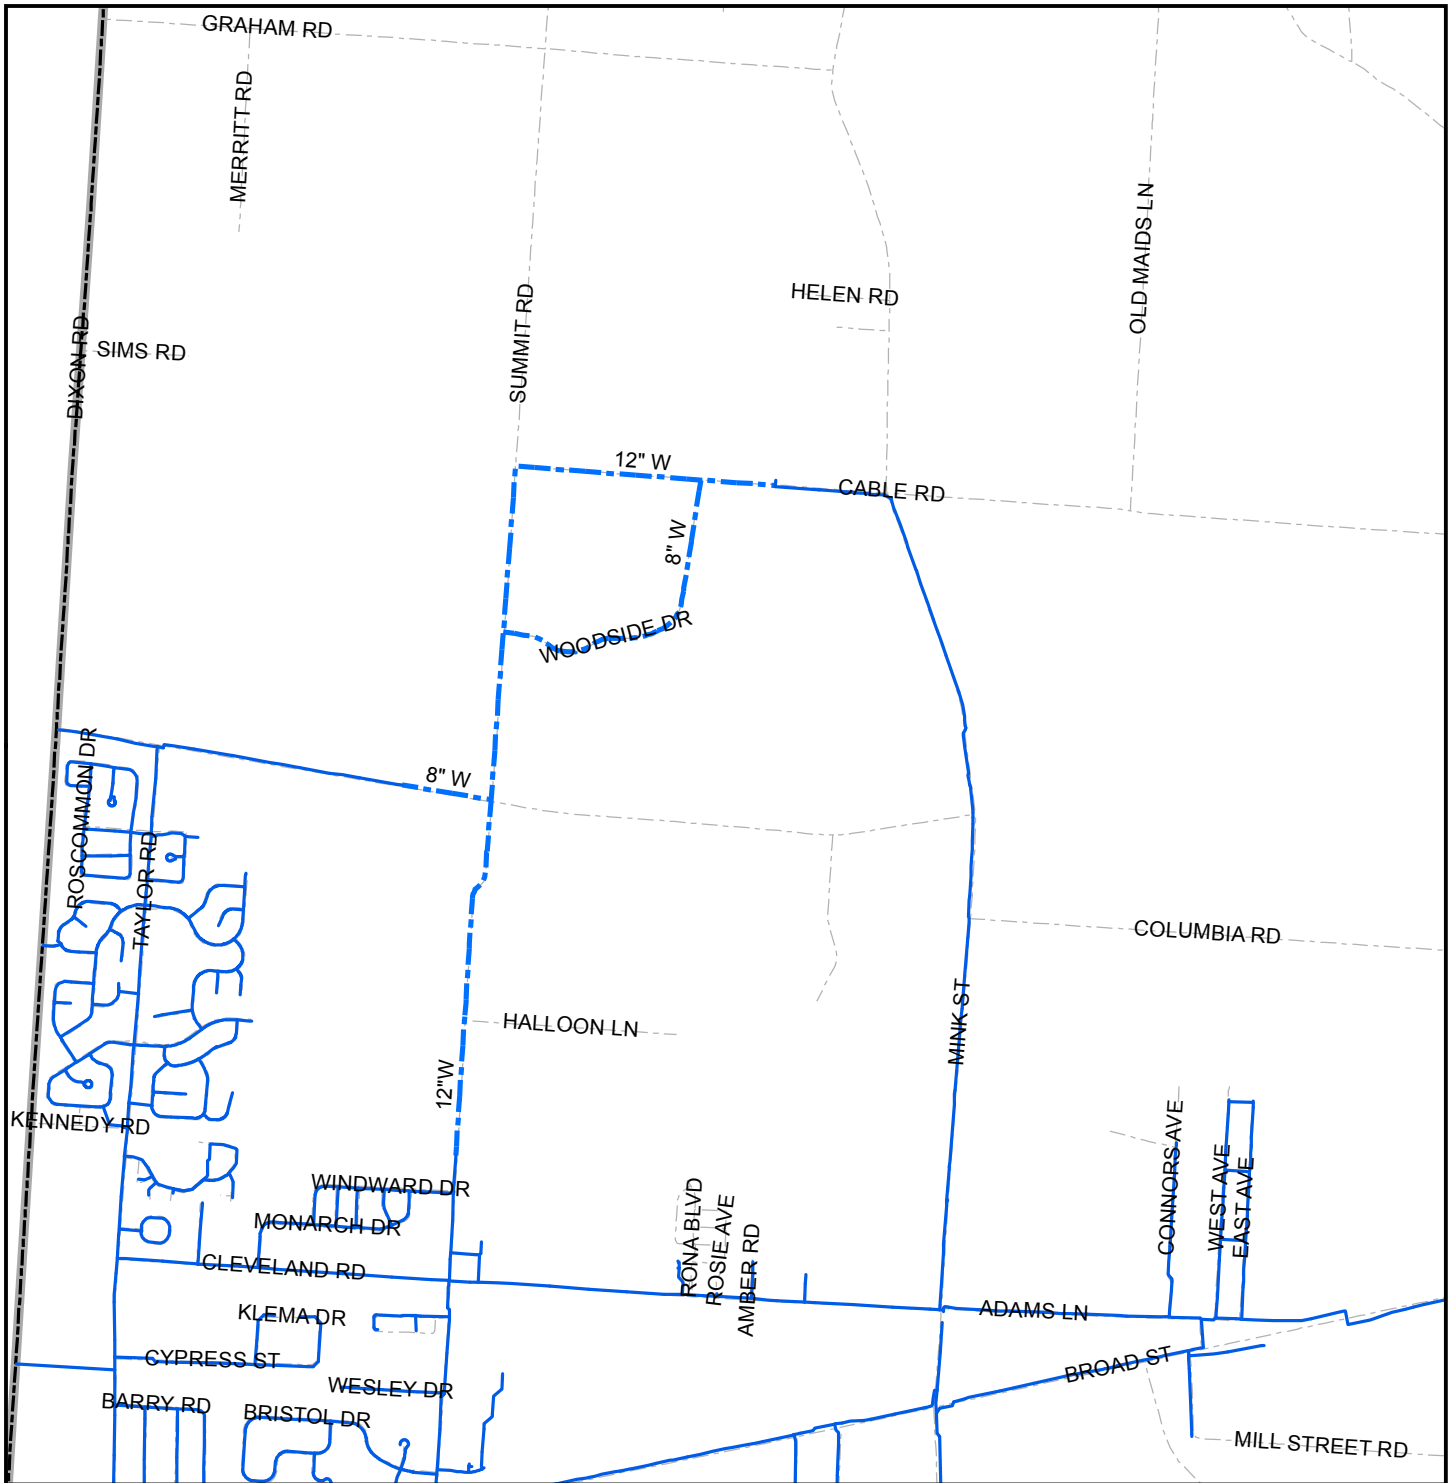 GRAHAM RD
MERRITT RD
OLD MAIDS LN
HELEN RD
SUMMIT RD
DIXON RD
SIMS RD
12" W
CABLE RD
8" W
WOODSIDE DR
ROSCOMMON DR
8" W
TAYLOR RD
COLUMBIA RD
MINK ST
HALLOON LN
12"W
KENNEDY RD
CONNORS AVE
WEST AVE
EAST AVE
WINDWARD DR
RONA BLVD
ROSIE AVE
AMBER RD
MONARCH DR
CLEVELAND RD
ADAMS LN
KLEMA DR
CYPRESS ST
BROAD ST
WESLEY DR
BARRY RD
BRISTOL DR
MILL STREET RD